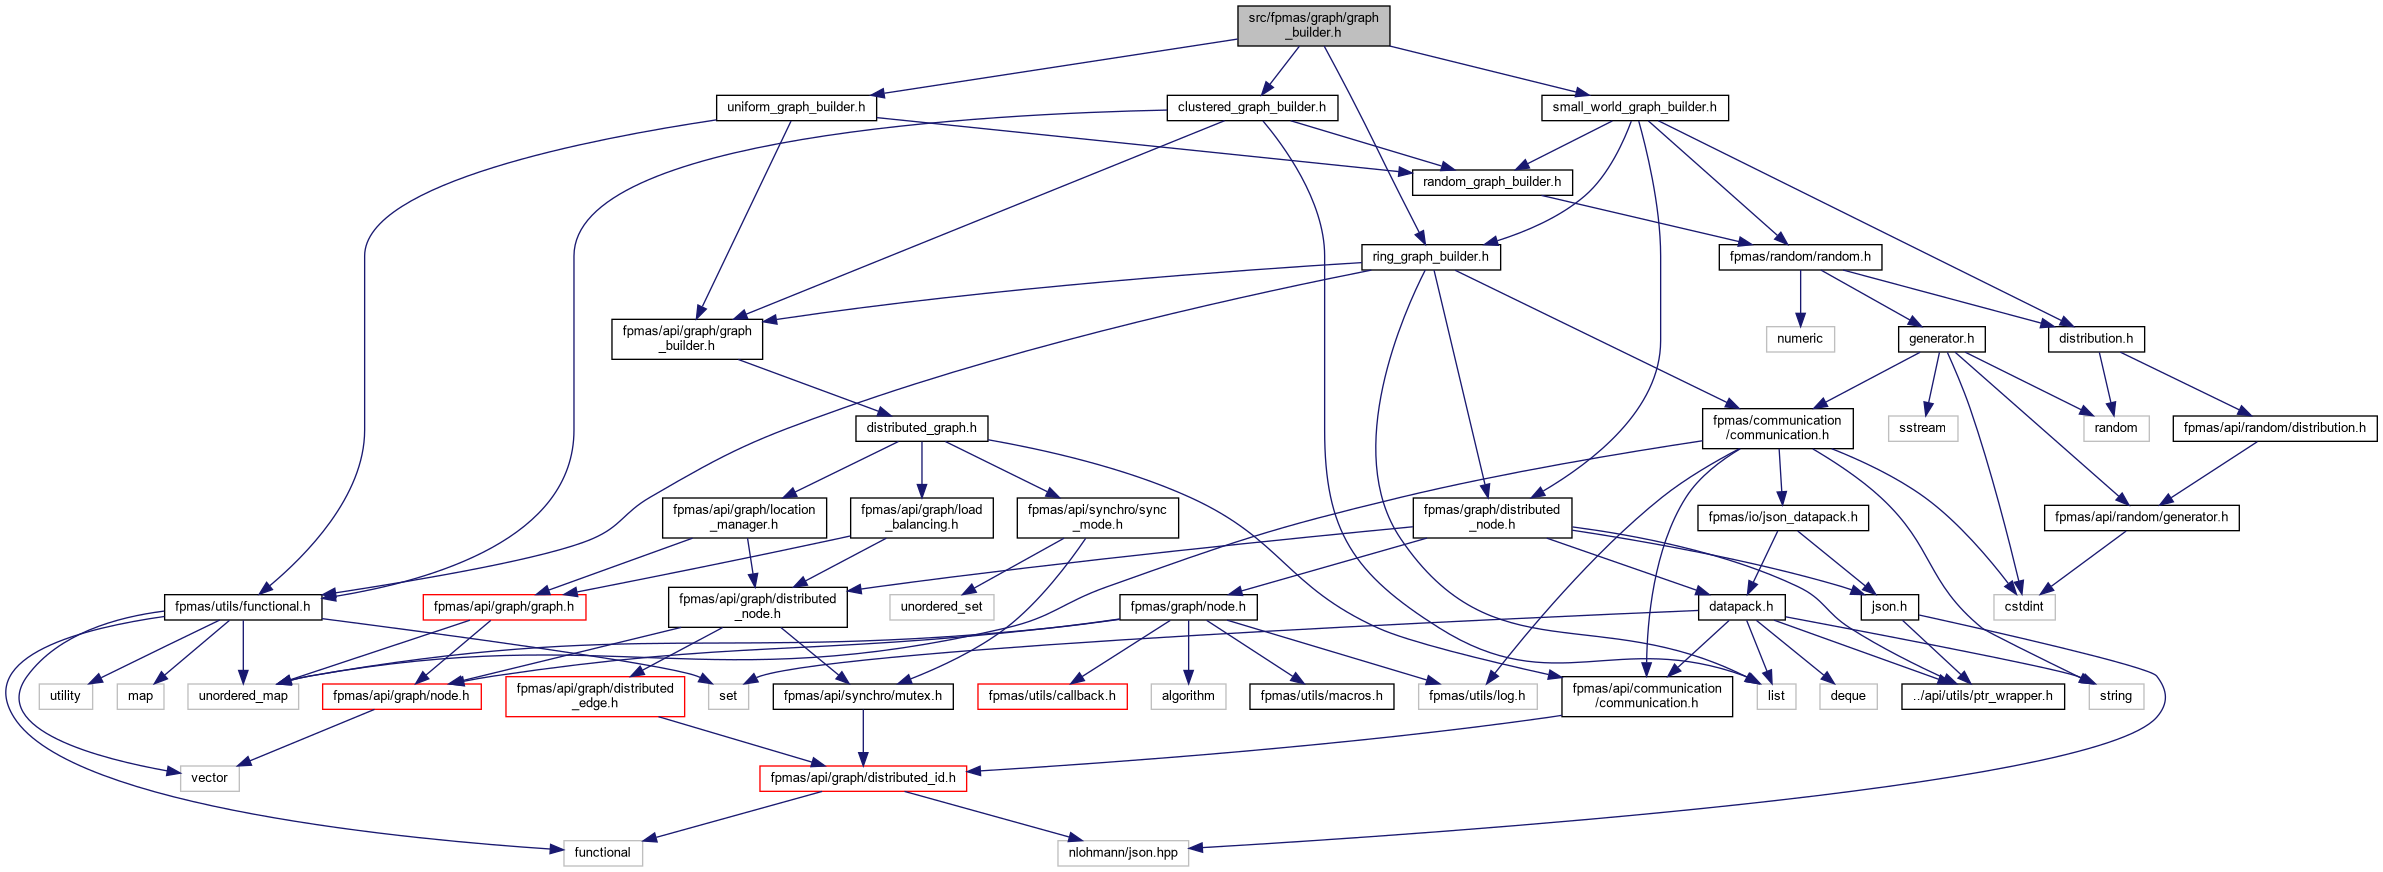 src/fpmas/graph/graph
_builder.h
uniform_graph_builder.h
clustered_graph_builder.h
small_world_graph_builder.h
random_graph_builder.h
ring_graph_builder.h
fpmas/random/random.h
fpmas/api/graph/graph
_builder.h
numeric
generator.h
distribution.h
distributed_graph.h
fpmas/communication
/communication.h
sstream
random
fpmas/api/random/distribution.h
fpmas/api/graph/location
_manager.h
fpmas/api/graph/load
_balancing.h
fpmas/api/synchro/sync
_mode.h
fpmas/graph/distributed
_node.h
fpmas/io/json_datapack.h
fpmas/api/random/generator.h
fpmas/utils/functional.h
fpmas/api/graph/graph.h
fpmas/api/graph/distributed
_node.h
unordered_set
fpmas/graph/node.h
datapack.h
json.h
cstdint
utility
map
unordered_map
fpmas/api/graph/node.h
fpmas/api/graph/distributed
_edge.h
set
fpmas/api/synchro/mutex.h
fpmas/utils/callback.h
algorithm
fpmas/utils/macros.h
fpmas/utils/log.h
fpmas/api/communication
/communication.h
list
deque
../api/utils/ptr_wrapper.h
string
vector
fpmas/api/graph/distributed_id.h
functional
nlohmann/json.hpp